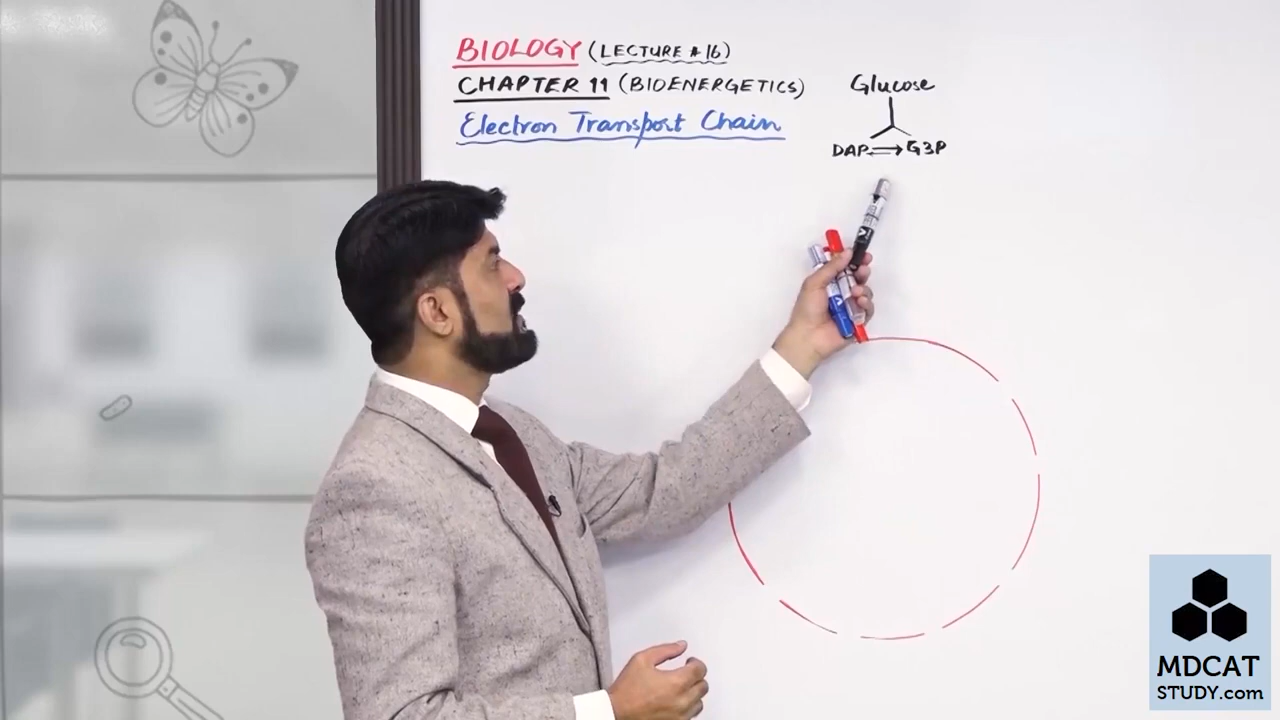 BIOLOGY (LECTURE # 16)
CHAPTER 11 (BIOENERGETICS)
Electron Transport Chain
Glucose
DAP ⇌ G3P
MDCAT
STUDY.com